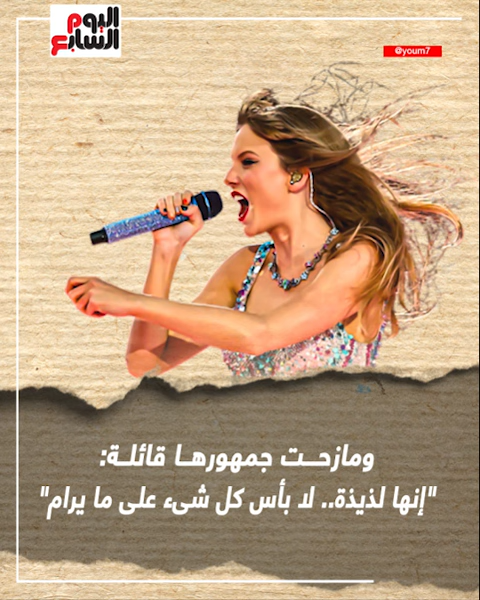 اليوم
السابع
@youm7
ومازحت جمهورها قائلة:
"إنها لذيذة.. لا بأس كل شىء على ما يرام"